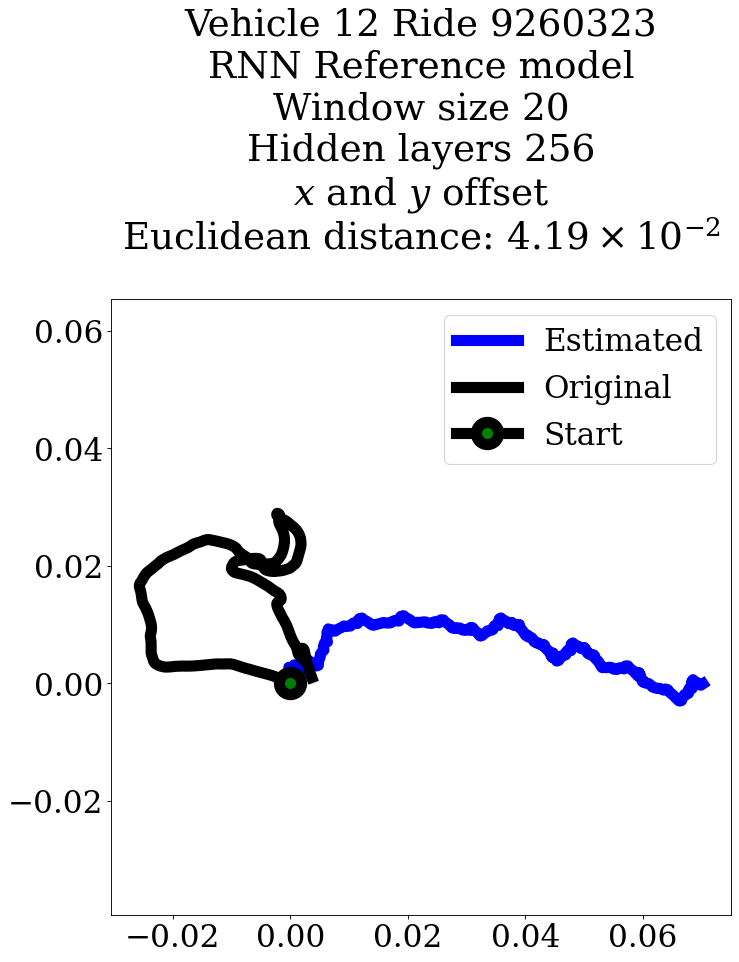 Vehicle 12 Ride 9260323
RNN Reference model
Window size 20
Hidden layers 256
x and y offset
Euclidean distance: 4.19 × 10⁻²
Estimated
Original
Start
0.06
0.04
0.02
0.00
−0.02
−0.02 0.00 0.02 0.04 0.06